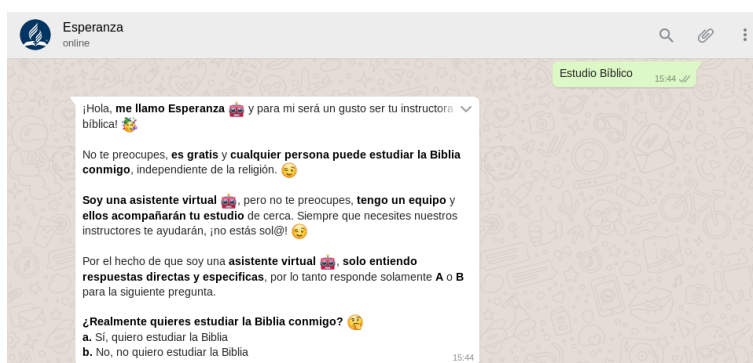 Esperanza
online
Estudio Bíblico
15:44
¡Hola, me llamo Esperanza 🤖 y para mi será un gusto ser tu instructora
bíblica! 🥳
No te preocupes, es gratis y cualquier persona puede estudiar la Biblia
conmigo, independiente de la religión. 😉
Soy una asistente virtual 🤖, pero no te preocupes, tengo un equipo y
ellos acompañarán tu estudio de cerca. Siempre que necesites nuestros
instructores te ayudarán, ¡no estás sol@! 😉
Por el hecho de que soy una asistente virtual 🤖, solo entiendo
respuestas directas y especificas, por lo tanto responde solamente A o B
para la siguiente pregunta.
¿Realmente quieres estudiar la Biblia conmigo? 🤔
a. Sí, quiero estudiar la Biblia
b. No, no quiero estudiar la Biblia
15:44